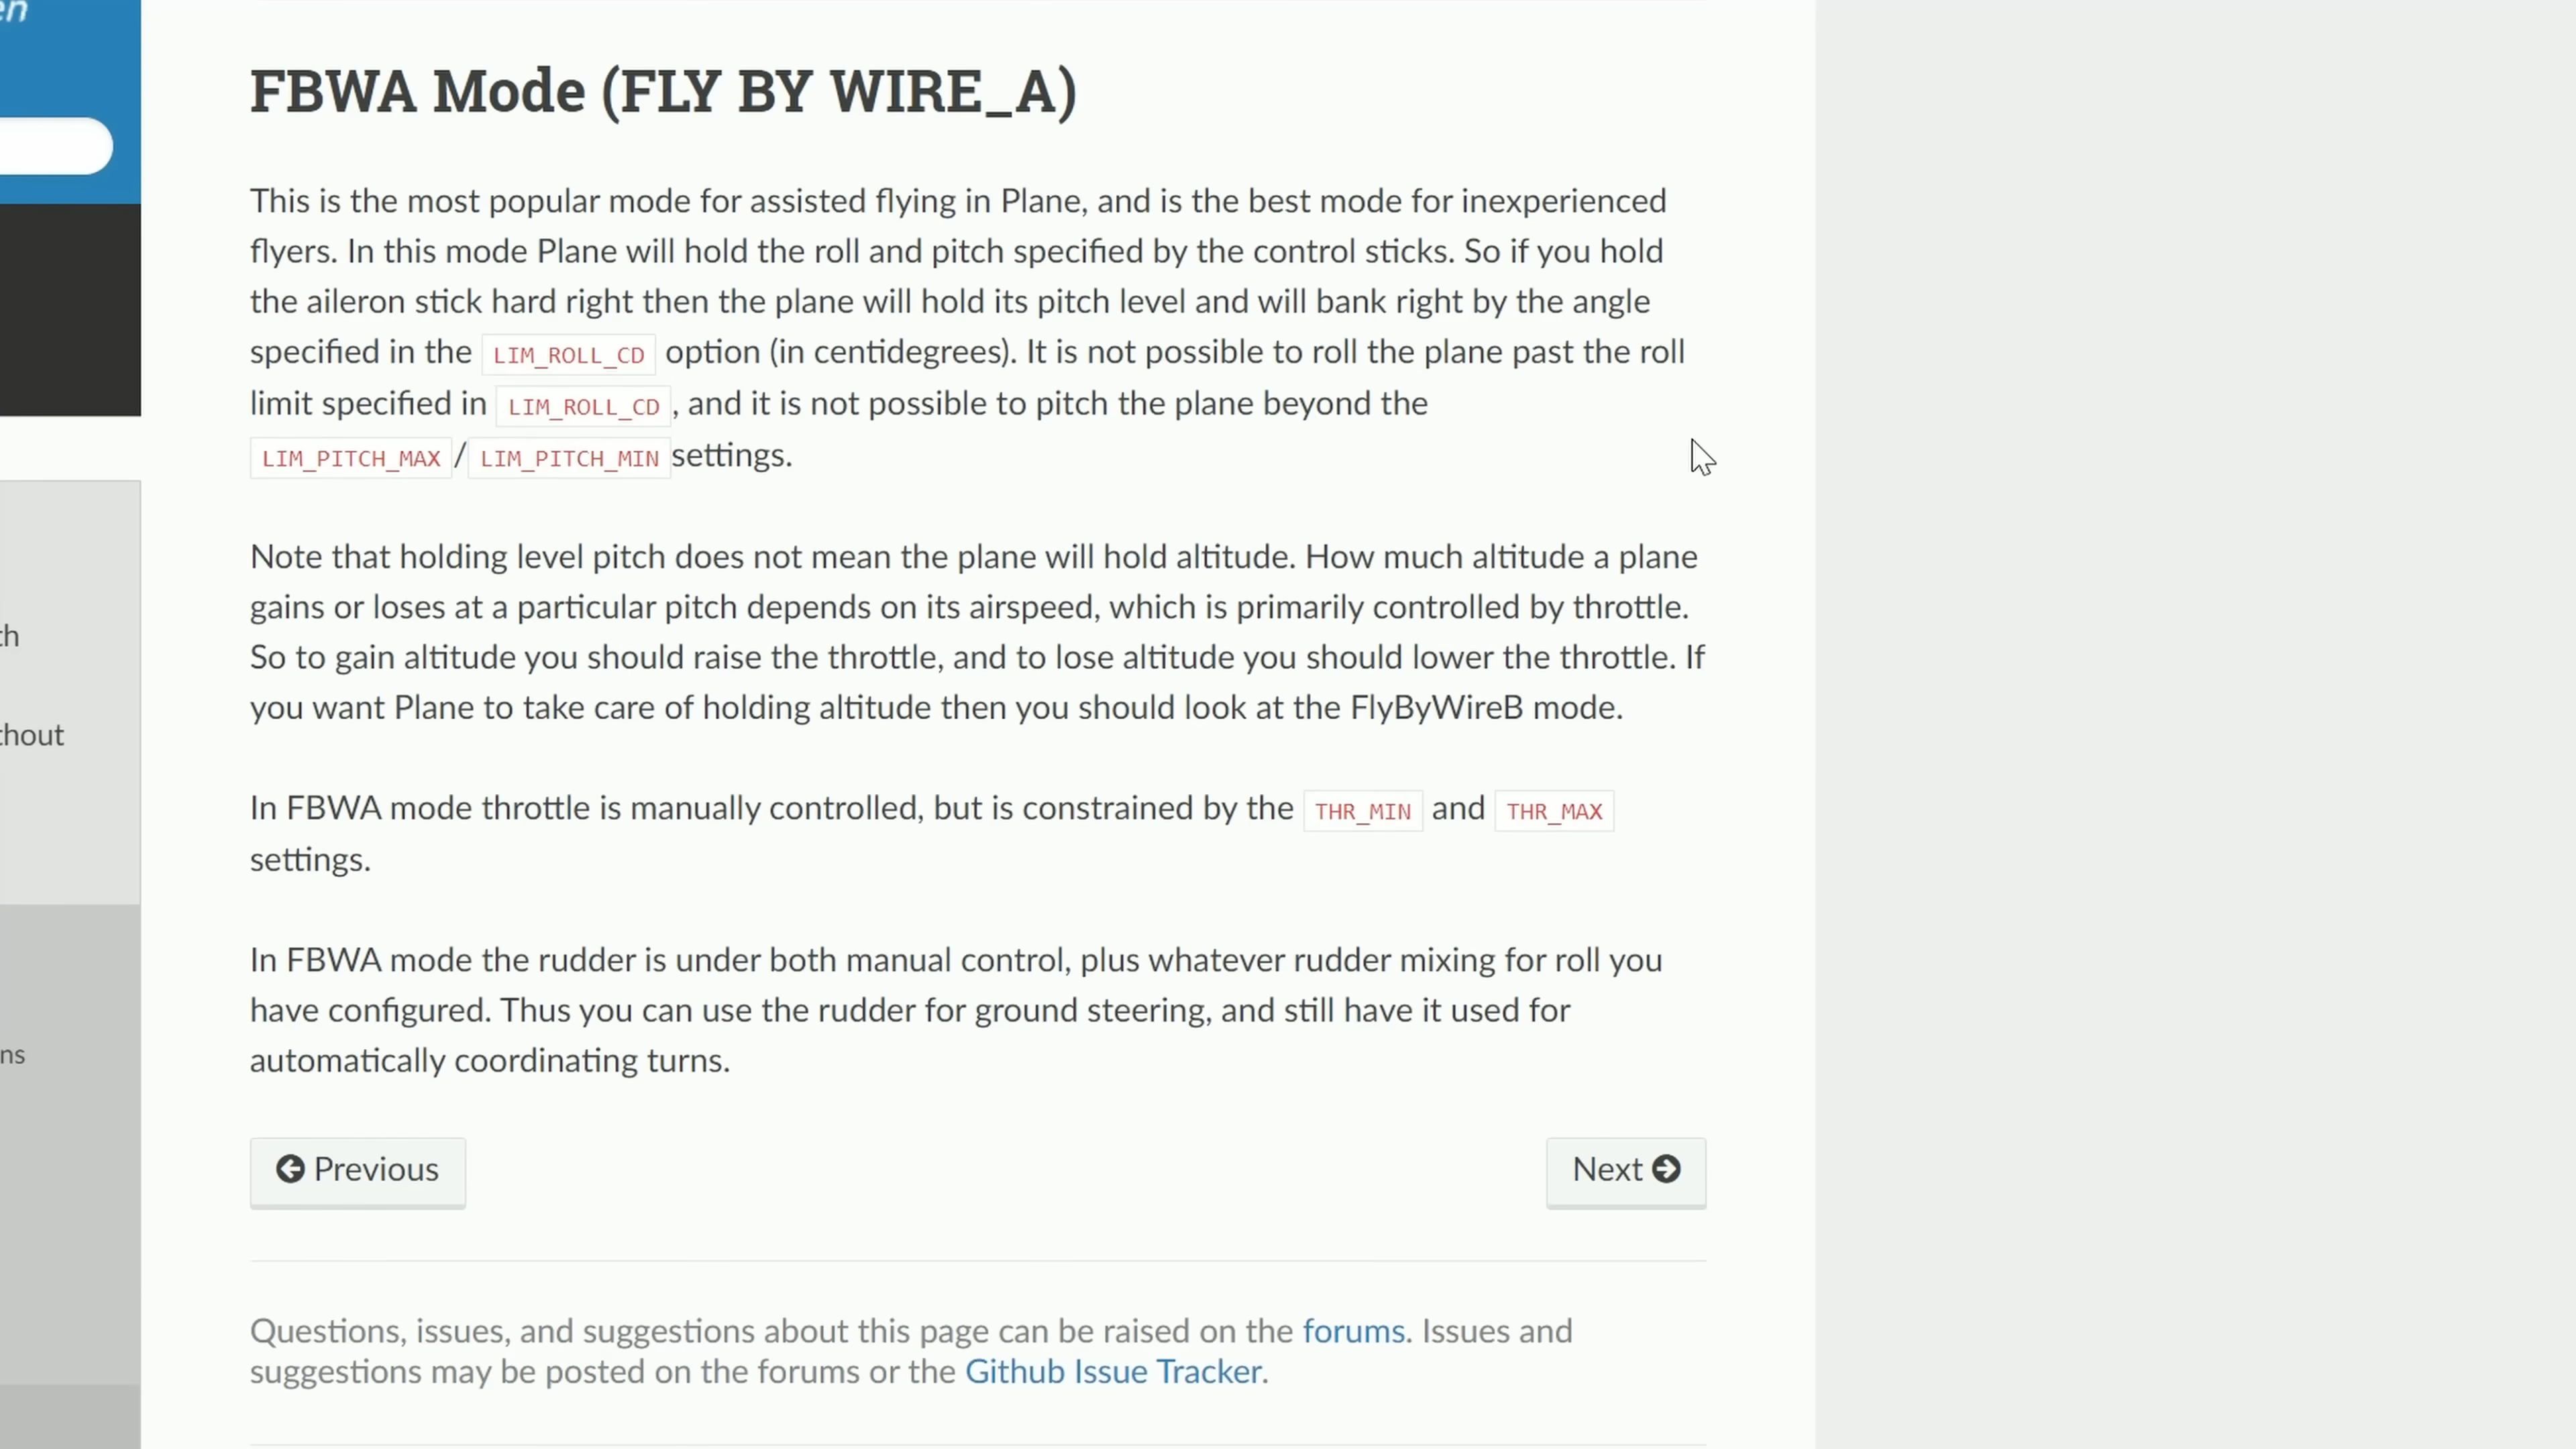 en
FBWA Mode (FLY BY WIRE_A)
This is the most popular mode for assisted flying in Plane, and is the best mode for inexperienced
flyers. In this mode Plane will hold the roll and pitch specified by the control sticks. So if you hold
the aileron stick hard right then the plane will hold its pitch level and will bank right by the angle
specified in the LIM_ROLL_CD option (in centidegrees). It is not possible to roll the plane past the roll
limit specified in LIM_ROLL_CD, and it is not possible to pitch the plane beyond the
LIM_PITCH_MAX/LIM_PITCH_MIN settings.
Note that holding level pitch does not mean the plane will hold altitude. How much altitude a plane
gains or loses at a particular pitch depends on its airspeed, which is primarily controlled by throttle.
So to gain altitude you should raise the throttle, and to lose altitude you should lower the throttle. If
you want Plane to take care of holding altitude then you should look at the FlyByWireB mode.
In FBWA mode throttle is manually controlled, but is constrained by the THR_MIN and THR_MAX
settings.
In FBWA mode the rudder is under both manual control, plus whatever rudder mixing for roll you
have configured. Thus you can use the rudder for ground steering, and still have it used for
automatically coordinating turns.
Previous
Next
Questions, issues, and suggestions about this page can be raised on the forums. Issues and
suggestions may be posted on the forums or the Github Issue Tracker.
th
thout
ns